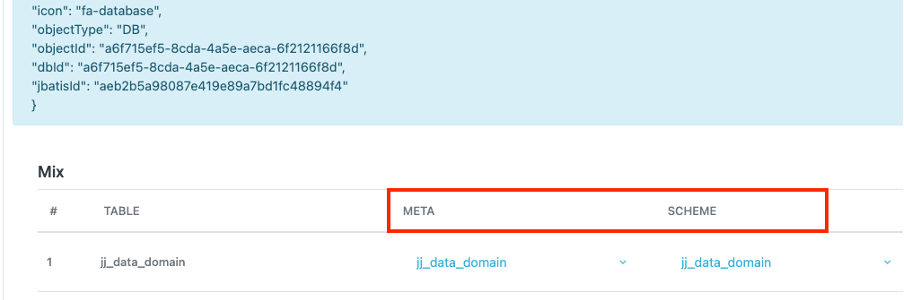 "icon": "fa-database",
"objectType": "DB",
"objectId": "a6f715ef5-8cda-4a5e-aeca-6f2121166f8d",
"dbId": "a6f715ef5-8cda-4a5e-aeca-6f2121166f8d",
"jbatisId": "aeb2b5a98087e419e89a7bd1fc48894f4"
}
Mix
# TABLE META SCHEME
1 jj_data_domain jj_data_domain jj_data_domain